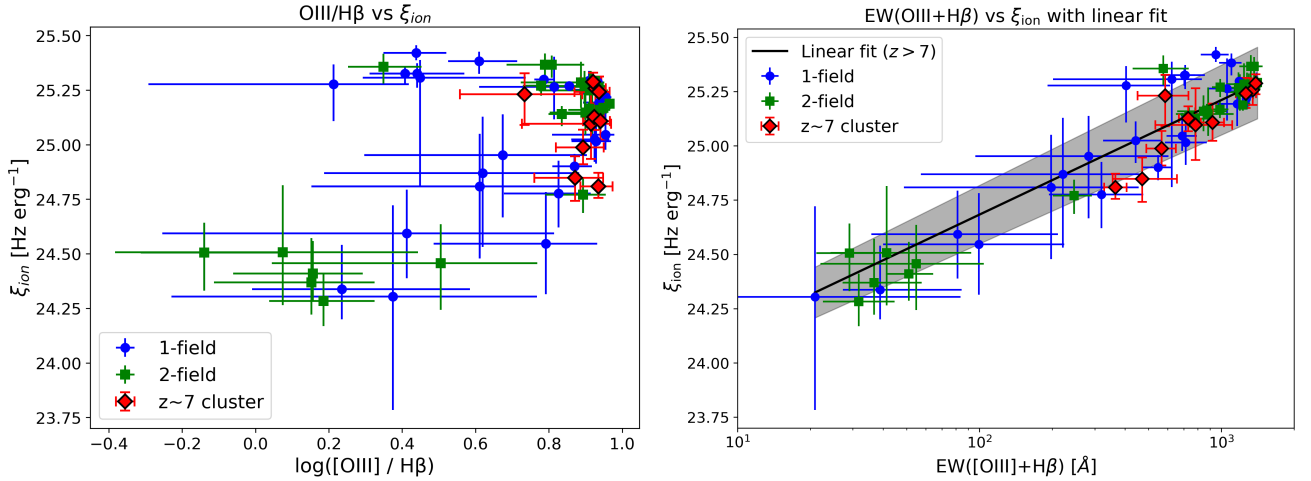 OIII/Hβ vs ξion
25.50
25.25
25.00
24.75
24.50
24.25
24.00
23.75
ξion [Hz erg⁻¹]
1-field
2-field
z~7 cluster
−0.4 −0.2 0.0 0.2 0.4 0.6 0.8 1.0
log([OIII] / Hβ)
EW(OIII+Hβ) vs ξion with linear fit
25.50
25.25
25.00
24.75
24.50
24.25
24.00
23.75
ξion [Hz erg⁻¹]
Linear fit (z > 7)
1-field
2-field
z~7 cluster
10¹ 10² 10³
EW([OIII]+Hβ) [Å]